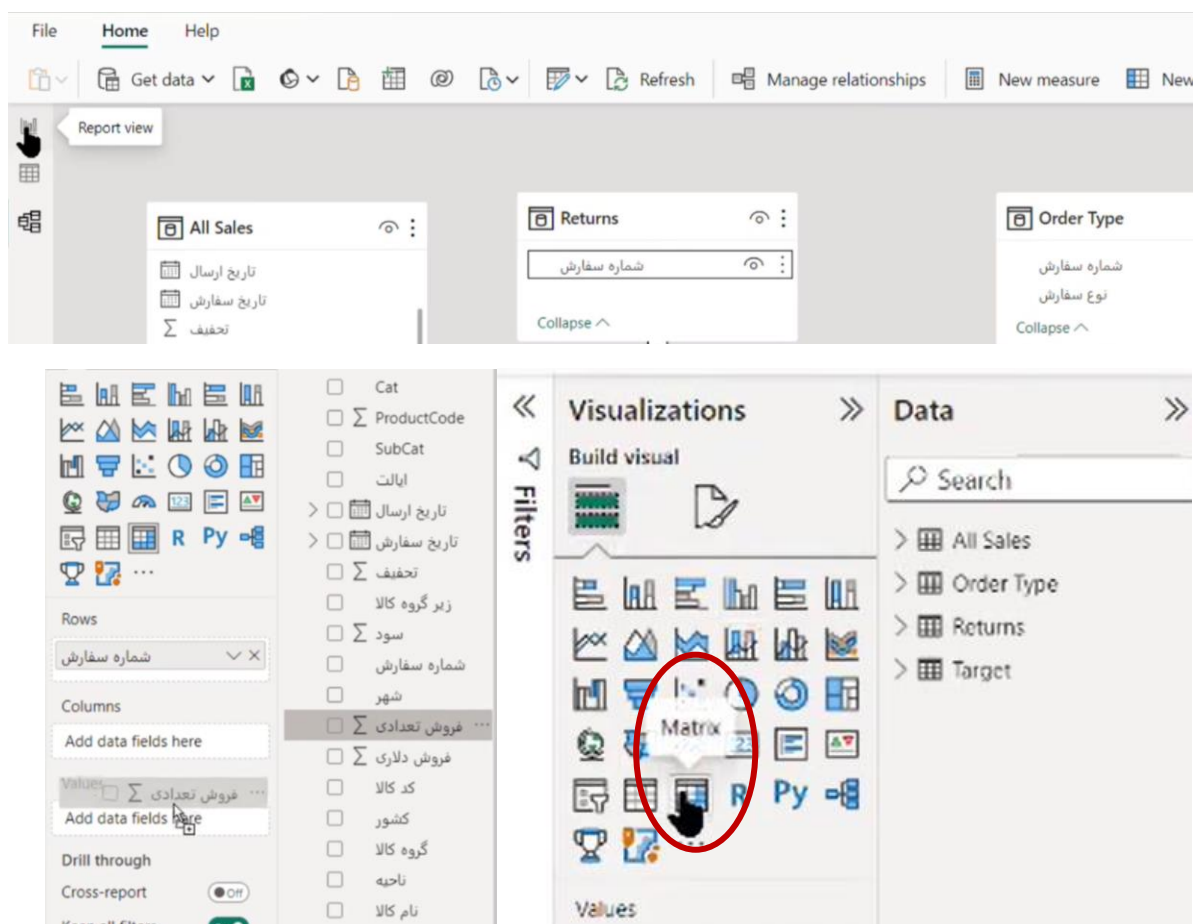 File Home Help
Get data Refresh Manage relationships New measure New
Report view
All Sales
تاریخ ارسال
تاریخ سفارش
تخفیف
Returns
شماره سفارش
Collapse
Order Type
شماره سفارش
نوع سفارش
Collapse
R Py
Rows
شماره سفارش
Columns
Add data fields here
Values
فروش تعدادی
Add data fields here
Drill through
Cross-report Off
Keep all filters
Cat
ProductCode
SubCat
ایالت
تاریخ ارسال
تاریخ سفارش
تخفیف
زیر گروه کالا
سود
شماره سفارش
شهر
فروش تعدادی
فروش دلاری
کد کالا
کشور
گروه کالا
ناحیه
نام کالا
Filters
Visualizations
Build visual
Matrix
R Py
Values
Data
Search
All Sales
Order Type
Returns
Target